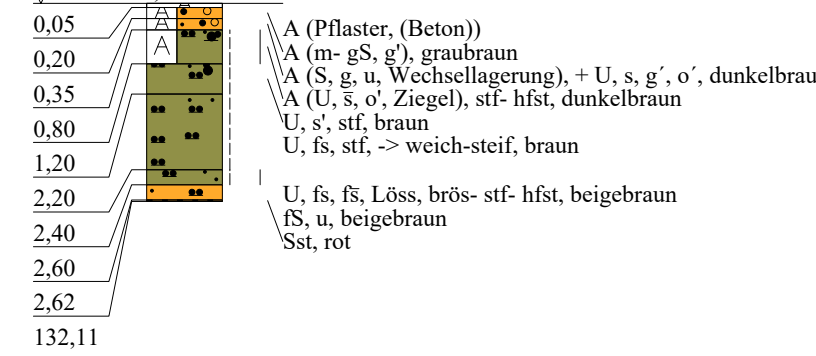 0,05
0,20
0,35
0,80
1,20
2,20
2,40
2,60
2,62
132,11
A
A
A
A
A (Pflaster, (Beton))
A (m- gS, g'), graubraun
A (S, g, u, Wechsellagerung), + U, s, g´, o´, dunkelbrau
A (U, s̅, o', Ziegel), stf- hfst, dunkelbraun
U, s', stf, braun
U, fs, stf, -> weich-steif, braun
U, fs, fs̅, Löss, brös- stf- hfst, beigebraun
fS, u, beigebraun
Sst, rot